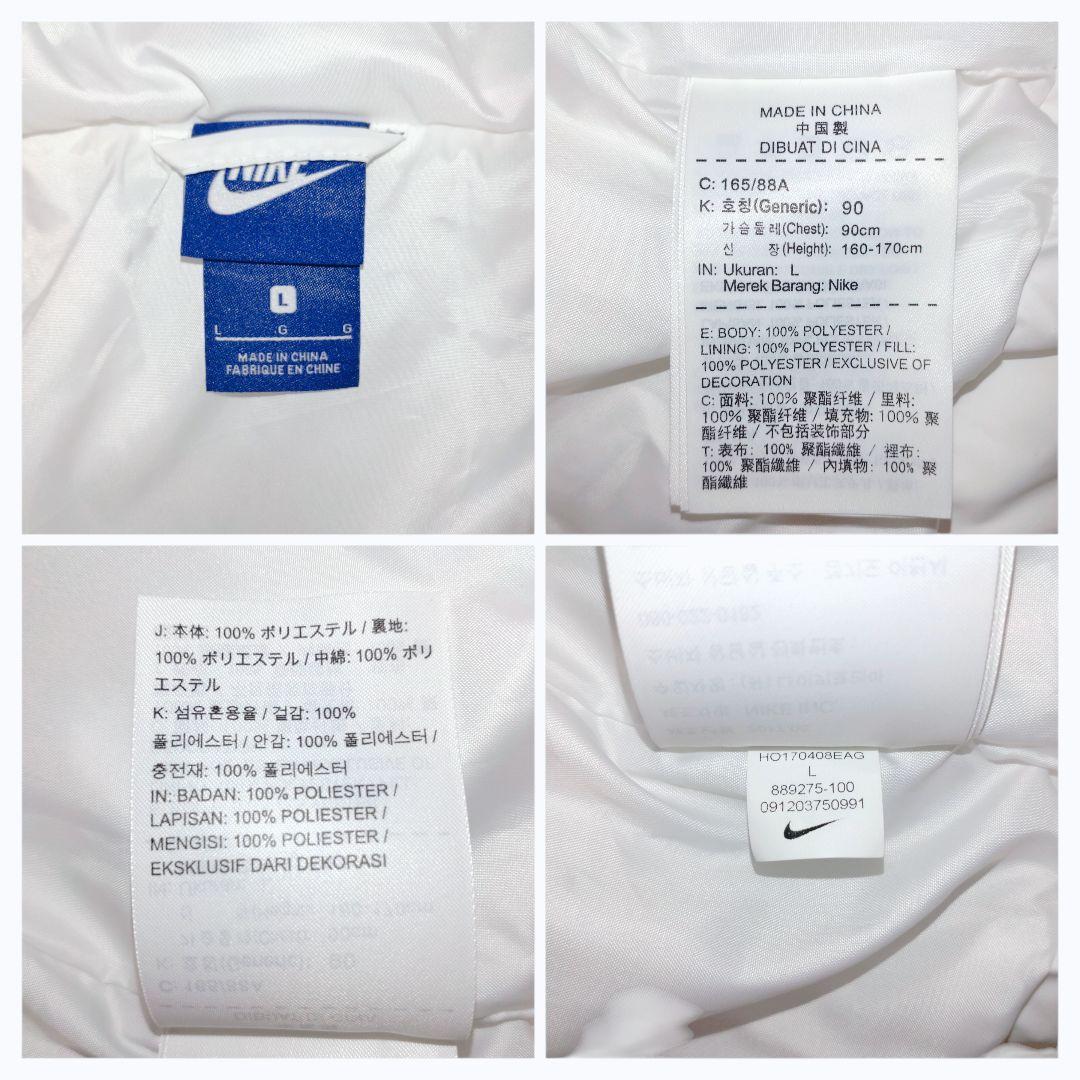 NIKE
L
L G G
MADE IN CHINA
FABRIQUE EN CHINE
MADE IN CHINA
中国製
DIBUAT DI CINA
C: 165/88A
K: 호칭(Generic): 90
가슴둘레(Chest): 90cm
신 장(Height): 160-170cm
IN: Ukuran: L
Merek Barang: Nike
E: BODY: 100% POLYESTER /
LINING: 100% POLYESTER / FILL:
100% POLYESTER / EXCLUSIVE OF
DECORATION
C: 面料: 100% 聚酯纤维 / 里料:
100% 聚酯纤维 / 填充物: 100% 聚
酯纤维 / 不包括装饰部分
T: 表布: 100% 聚酯纖維 / 裡布:
100% 聚酯纖維 / 內填物: 100% 聚
酯纖維
J: 本体: 100% ポリエステル / 裏地:
100% ポリエステル / 中綿: 100% ポリ
エステル
K: 섬유혼용율 / 겉감: 100%
폴리에스터 / 안감: 100% 폴리에스터 /
충전재: 100% 폴리에스터
IN: BADAN: 100% POLIESTER /
LAPISAN: 100% POLIESTER /
MENGISI: 100% POLIESTER /
EKSKLUSIF DARI DEKORASI
HO170408EAG
L
889275-100
091203750991